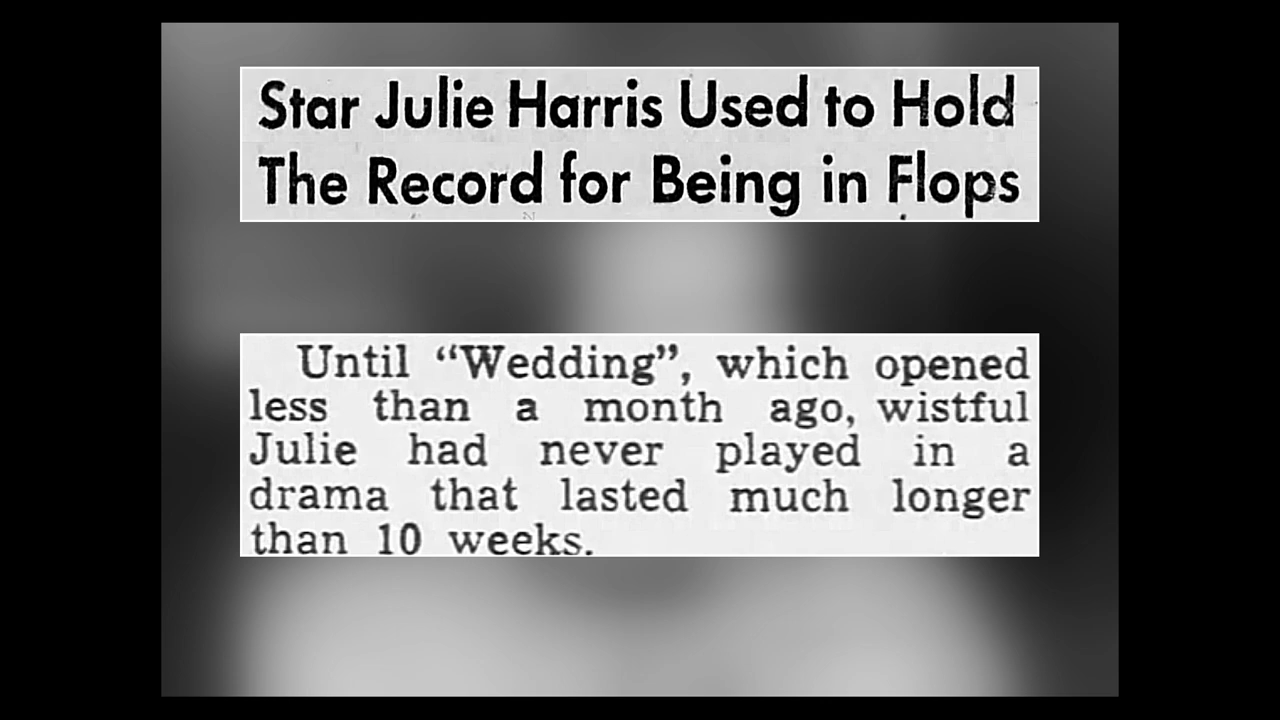 Star Julie Harris Used to Hold
The Record for Being in Flops
Until “Wedding”, which opened
less than a month ago, wistful
Julie had never played in a
drama that lasted much longer
than 10 weeks.